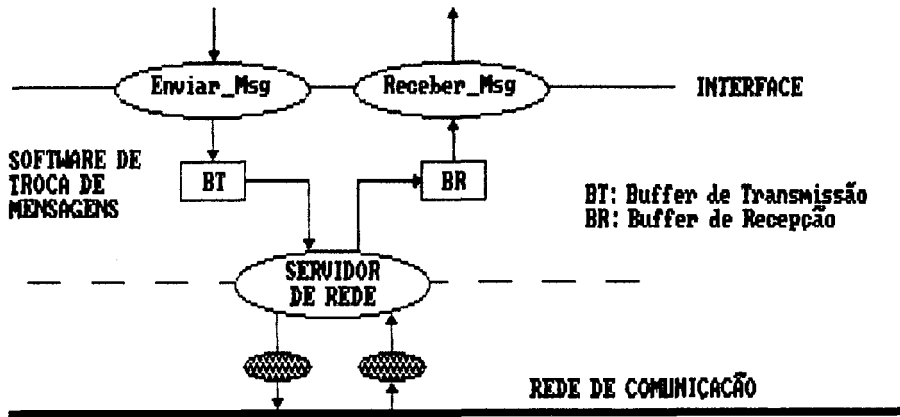 Enviar_Msg
Receber_Msg
INTERFACE
SOFTWARE DE
TROCA DE
MENSAGENS
BT
BR
BT: Buffer de Transmissão
BR: Buffer de Recepção
SERVIDOR
DE REDE
REDE DE COMUNICAÇÃO